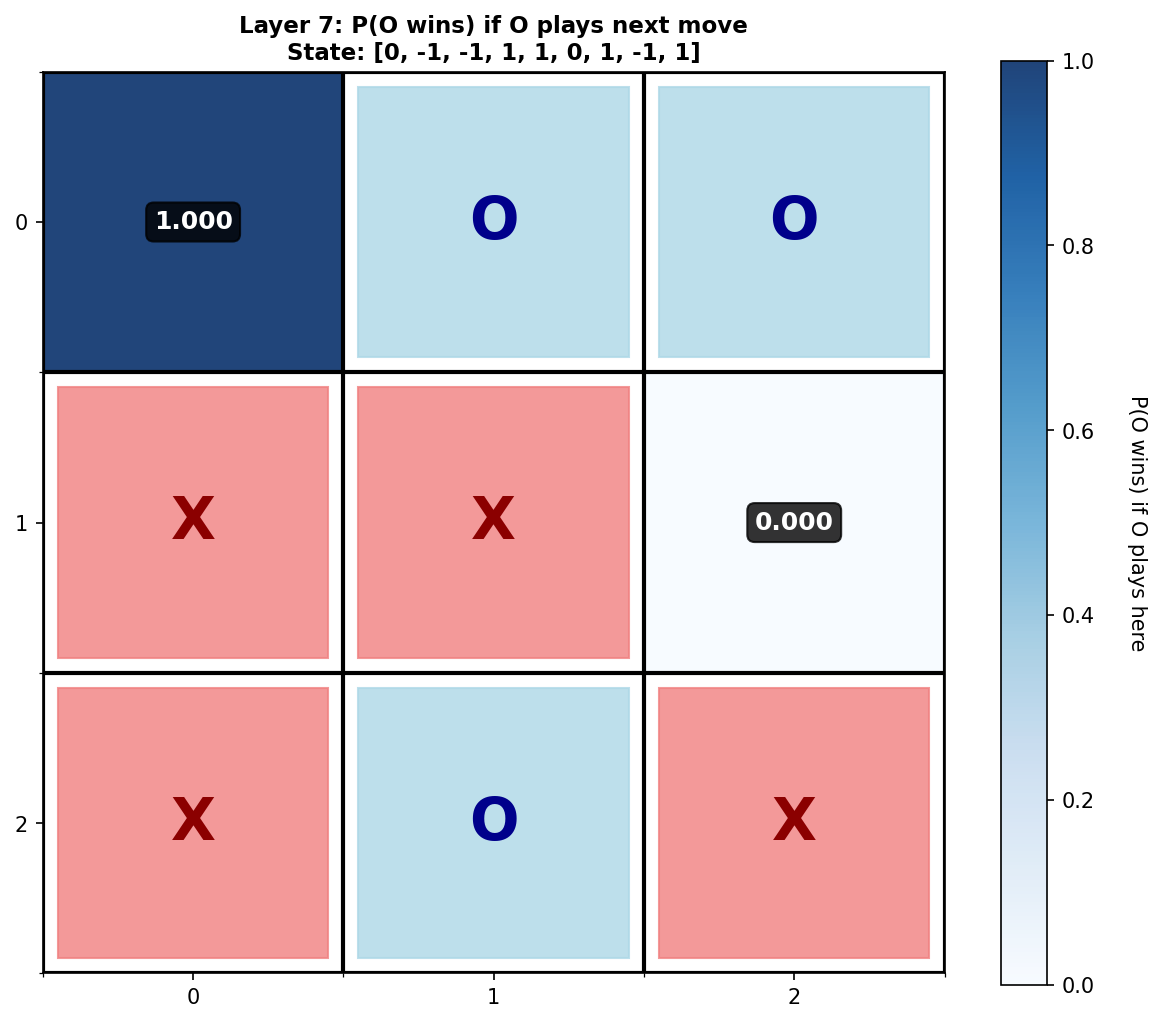 Layer 7: P(O wins) if O plays next move
State: [0, -1, -1, 1, 1, 0, 1, -1, 1]
0
1.000
O
O
1
X
X
0.000
2
X
O
X
0
1
2
1.0
0.8
0.6
0.4
0.2
0.0
P(O wins) if O plays here